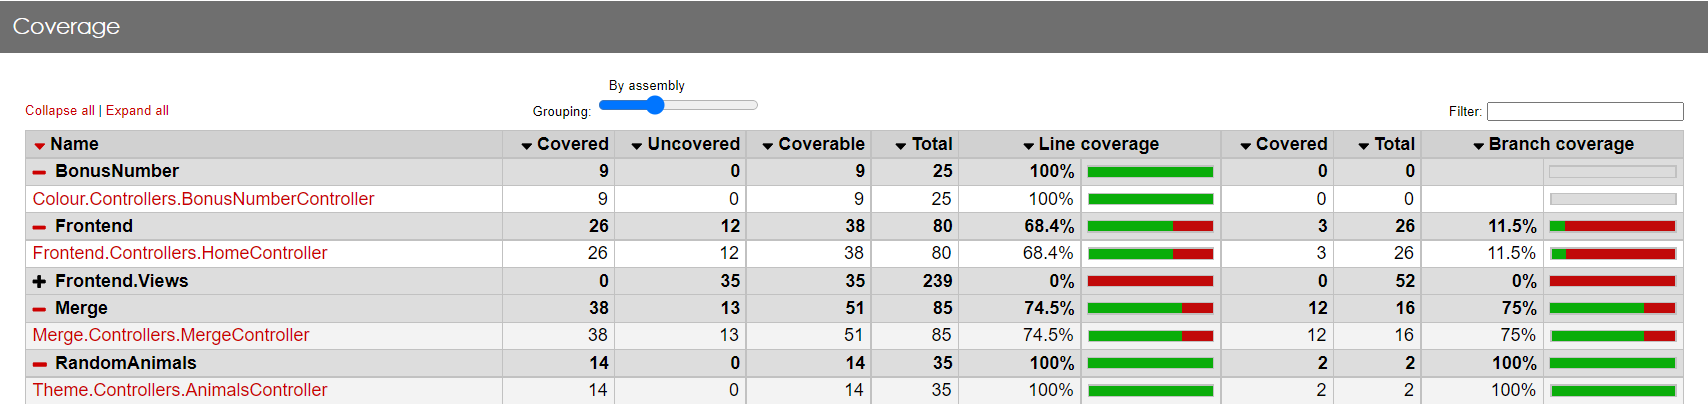 Coverage
By assembly
Collapse all | Expand all Grouping: Filter:
Name Covered Uncovered Coverable Total Line coverage Covered Total Branch coverage
BonusNumber 9 0 9 25 100% 0 0
Colour.Controllers.BonusNumberController 9 0 9 25 100% 0 0
Frontend 26 12 38 80 68.4% 3 26 11.5%
Frontend.Controllers.HomeController 26 12 38 80 68.4% 3 26 11.5%
Frontend.Views 0 35 35 239 0% 0 52 0%
Merge 38 13 51 85 74.5% 12 16 75%
Merge.Controllers.MergeController 38 13 51 85 74.5% 12 16 75%
RandomAnimals 14 0 14 35 100% 2 2 100%
Theme.Controllers.AnimalsController 14 0 14 35 100% 2 2 100%